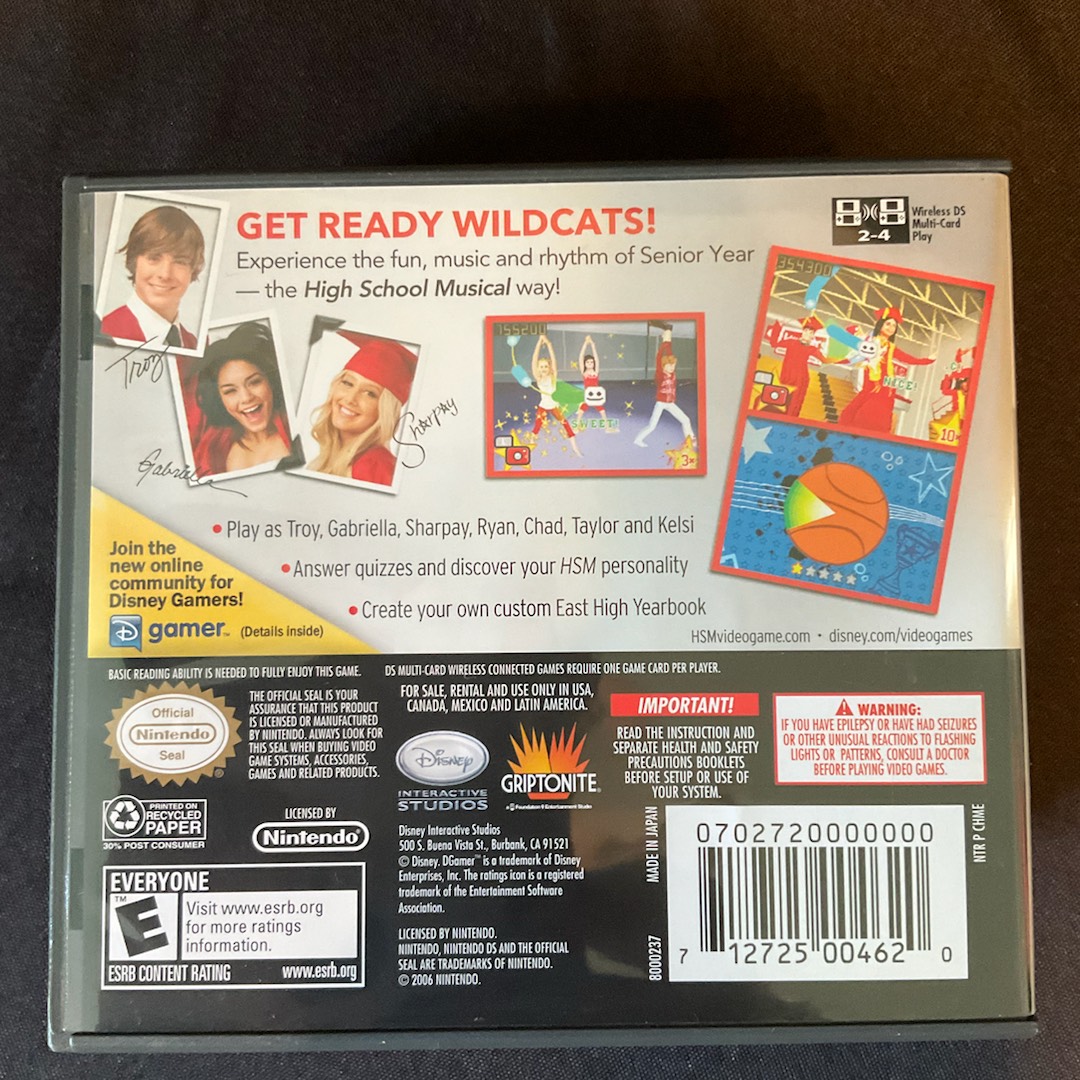 GET READY WILDCATS!
Experience the fun, music and rhythm of Senior Year
— the High School Musical way!
2-4
Wireless DS
Multi-Card
Play
Troy
Gabriella
Sharpay
155200
SWEET!
3x
354300
NICE!
10x
• Play as Troy, Gabriella, Sharpay, Ryan, Chad, Taylor and Kelsi
• Answer quizzes and discover your HSM personality
• Create your own custom East High Yearbook
Join the
new online
community for
Disney Gamers!
D gamer™ (Details inside)
HSMvideogame.com • disney.com/videogames
BASIC READING ABILITY IS NEEDED TO FULLY ENJOY THIS GAME.
DS MULTI-CARD WIRELESS CONNECTED GAMES REQUIRE ONE GAME CARD PER PLAYER.
Official
Nintendo
Seal
®
THE OFFICIAL SEAL IS YOUR
ASSURANCE THAT THIS PRODUCT
IS LICENSED OR MANUFACTURED
BY NINTENDO. ALWAYS LOOK FOR
THIS SEAL WHEN BUYING VIDEO
GAME SYSTEMS, ACCESSORIES,
GAMES AND RELATED PRODUCTS.
FOR SALE, RENTAL AND USE ONLY IN USA,
CANADA, MEXICO AND LATIN AMERICA.
Disney
INTERACTIVE
STUDIOS
GRIPTONITE®
a Foundation 9 Entertainment Studio
IMPORTANT!
READ THE INSTRUCTION AND
SEPARATE HEALTH AND SAFETY
PRECAUTIONS BOOKLETS
BEFORE SETUP OR USE OF
YOUR SYSTEM.
WARNING:
IF YOU HAVE EPILEPSY OR HAVE HAD SEIZURES
OR OTHER UNUSUAL REACTIONS TO FLASHING
LIGHTS OR PATTERNS, CONSULT A DOCTOR
BEFORE PLAYING VIDEO GAMES.
PRINTED ON
RECYCLED
PAPER
30% POST CONSUMER
LICENSED BY
Nintendo®
EVERYONE
™
E
Visit www.esrb.org
for more ratings
information.
ESRB CONTENT RATING www.esrb.org
Disney Interactive Studios
500 S. Buena Vista St., Burbank, CA 91521
© Disney. DGamer™ is a trademark of Disney
Enterprises, Inc. The ratings icon is a registered
trademark of the Entertainment Software
Association.
LICENSED BY NINTENDO.
NINTENDO, NINTENDO DS AND THE OFFICIAL
SEAL ARE TRADEMARKS OF NINTENDO.
© 2006 NINTENDO.
MADE IN JAPAN
8000237
0702720000000
7 12725 00462 0
NTR P CHME